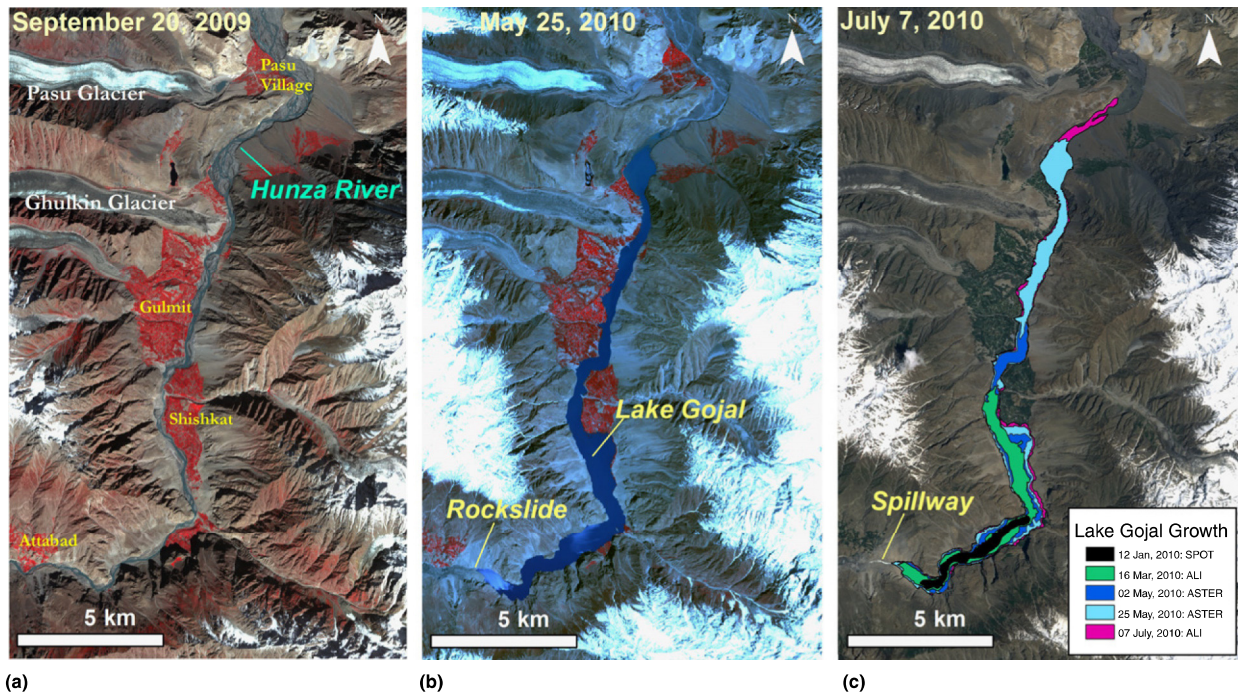 September 20, 2009
N
Pasu Village
Pasu Glacier
Hunza River
Ghulkin Glacier
Gulmit
Shishkat
Attabad
5 km
(a)
May 25, 2010
N
Lake Gojal
Rockslide
5 km
(b)
July 7, 2010
N
Spillway
5 km
Lake Gojal Growth
12 Jan, 2010: SPOT
16 Mar, 2010: ALI
02 May, 2010: ASTER
25 May, 2010: ASTER
07 July, 2010: ALI
(c)